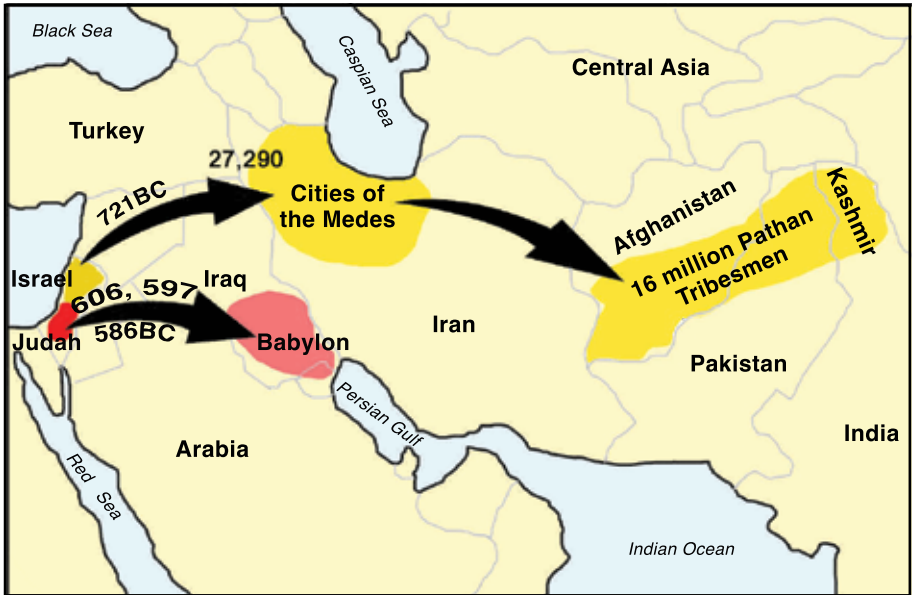 Black Sea
Caspian Sea
Central Asia
Turkey
27,290
721BC
Cities of
the Medes
Afghanistan
Kashmir
16 million Pathan
Tribesmen
Israel
Iraq
606, 597
586BC
Judah
Babylon
Iran
Pakistan
Persian Gulf
India
Arabia
Red Sea
Indian Ocean